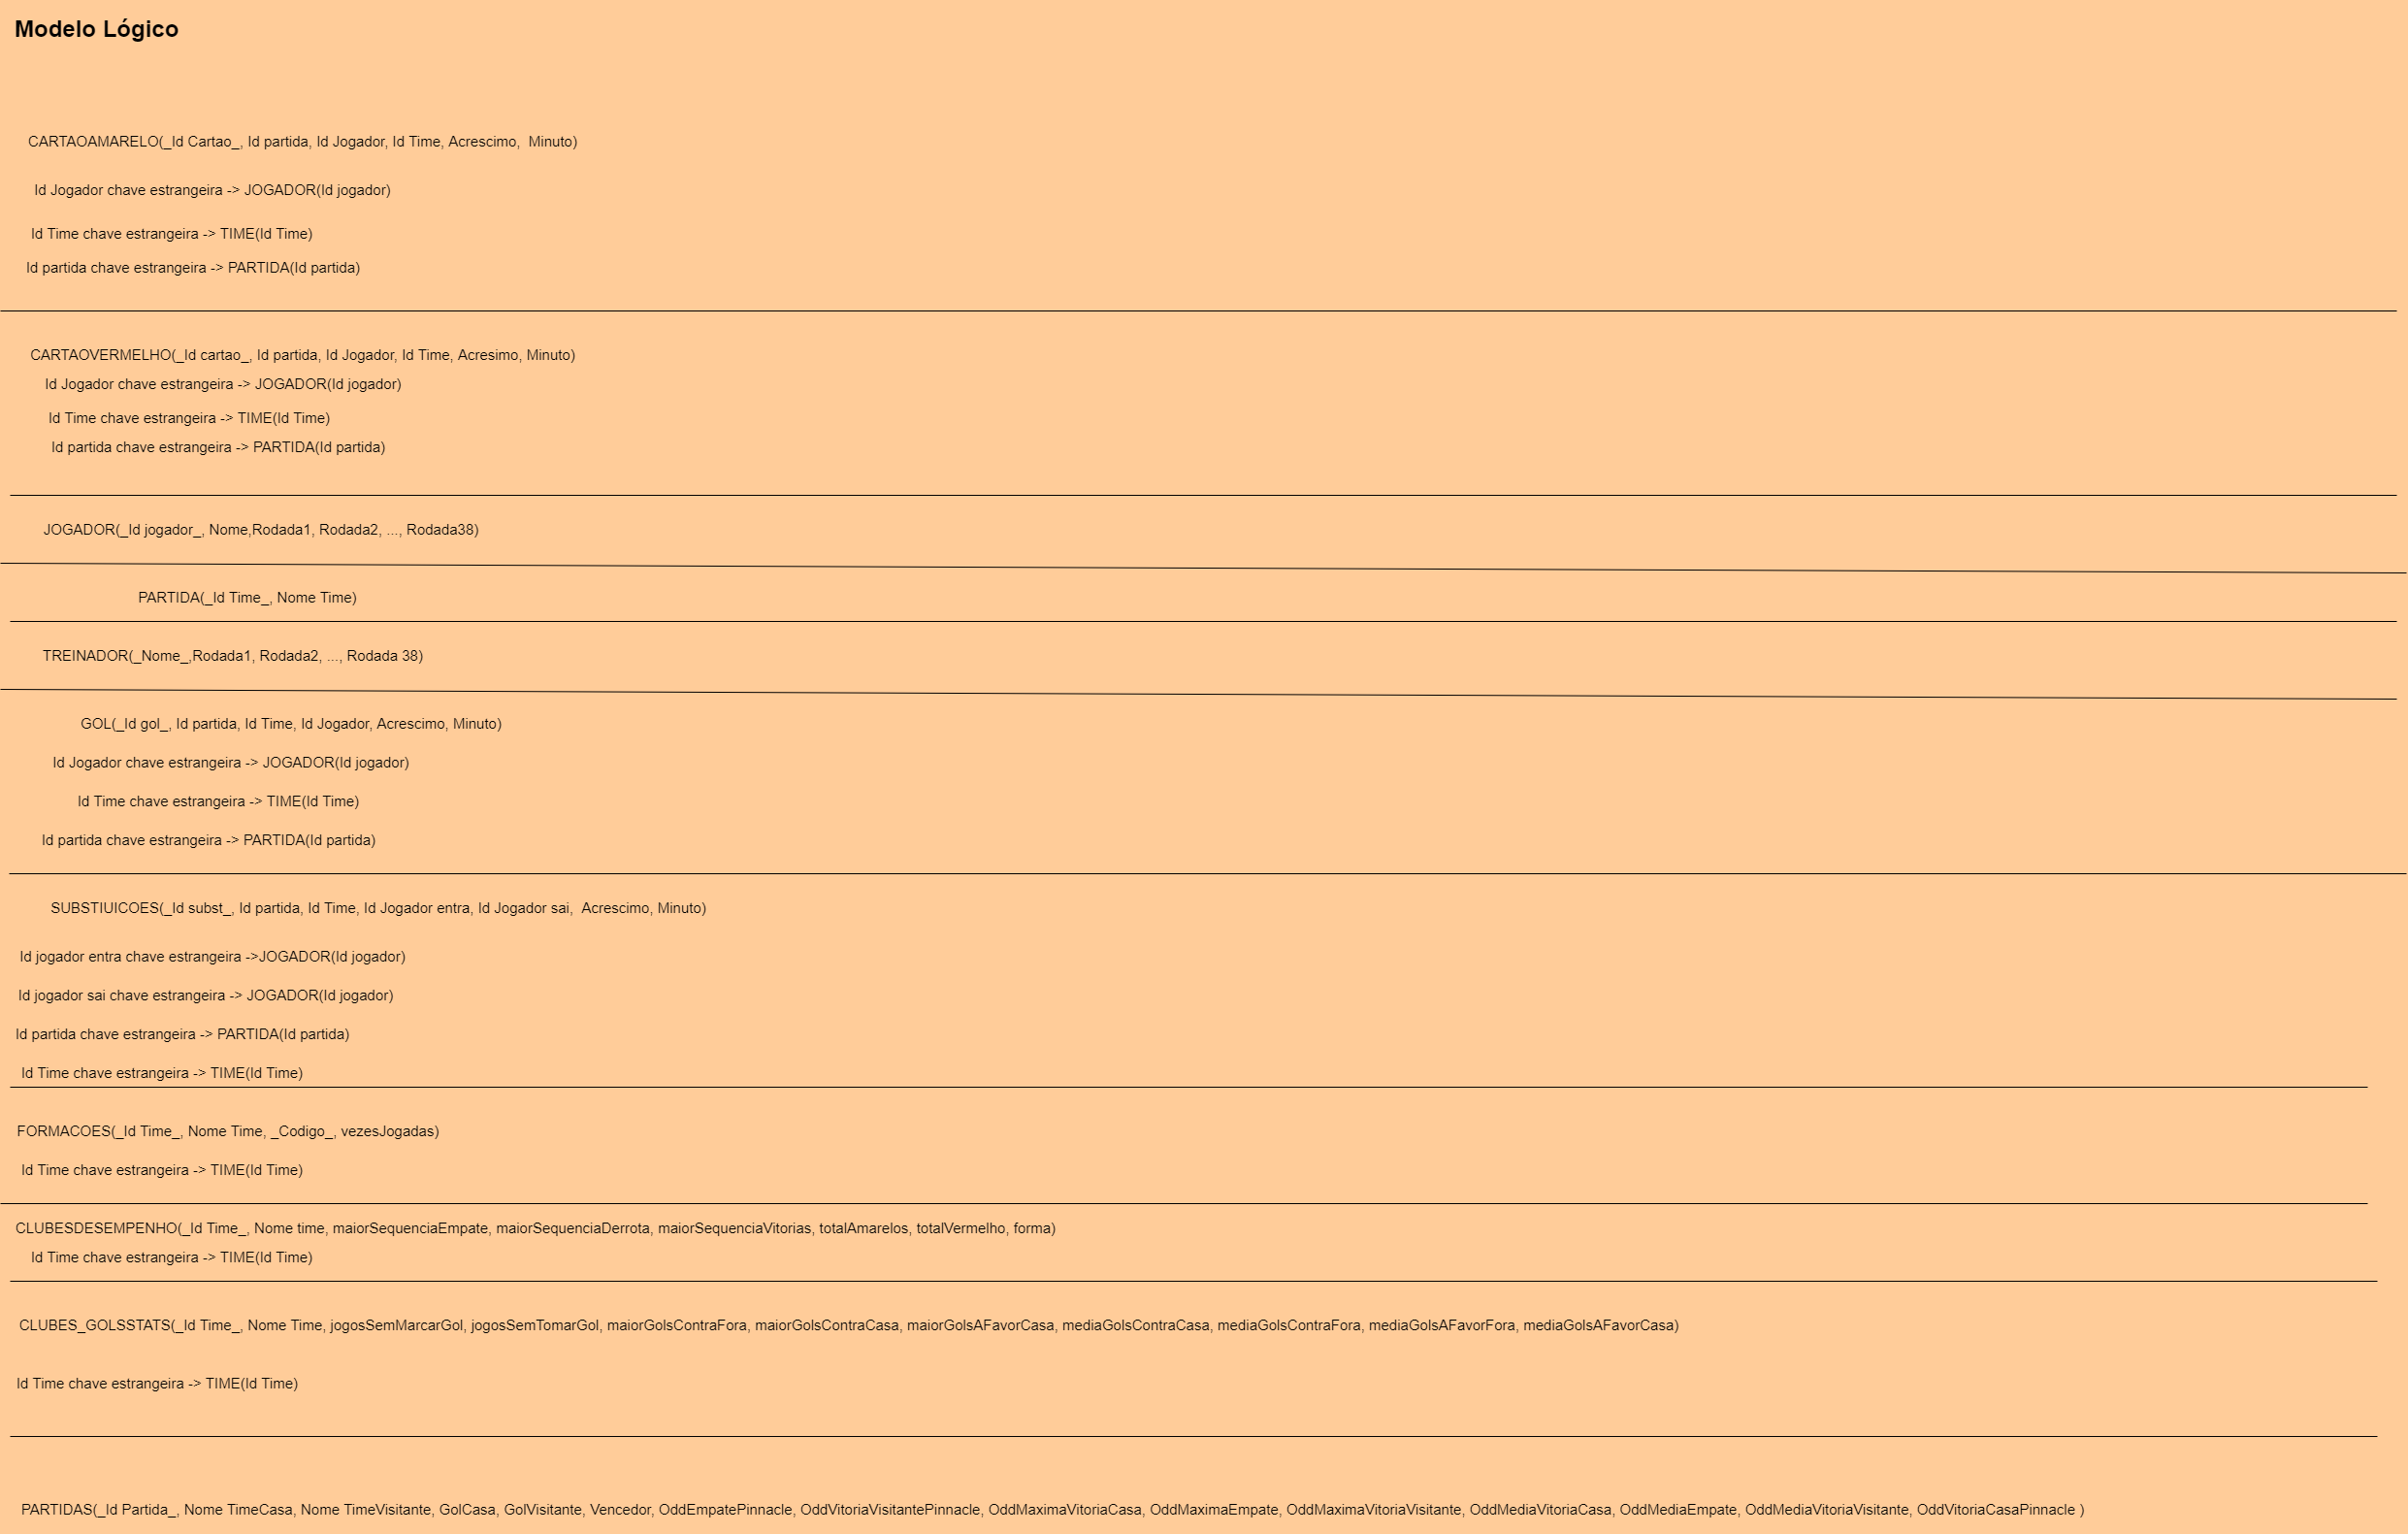 Modelo Lógico
CARTAOAMARELO(_Id Cartao_, Id partida, Id Jogador, Id Time, Acrescimo,  Minuto)
Id Jogador chave estrangeira -> JOGADOR(Id jogador)
Id Time chave estrangeira -> TIME(Id Time)
Id partida chave estrangeira -> PARTIDA(Id partida)
CARTAOVERMELHO(_Id cartao_, Id partida, Id Jogador, Id Time, Acresimo, Minuto)
Id Jogador chave estrangeira -> JOGADOR(Id jogador)
Id Time chave estrangeira -> TIME(Id Time)
Id partida chave estrangeira -> PARTIDA(Id partida)
JOGADOR(_Id jogador_, Nome,Rodada1, Rodada2, ..., Rodada38)
PARTIDA(_Id Time_, Nome Time)
TREINADOR(_Nome_,Rodada1, Rodada2, ..., Rodada 38)
GOL(_Id gol_, Id partida, Id Time, Id Jogador, Acrescimo, Minuto)
Id Jogador chave estrangeira -> JOGADOR(Id jogador)
Id Time chave estrangeira -> TIME(Id Time)
Id partida chave estrangeira -> PARTIDA(Id partida)
SUBSTIUICOES(_Id subst_, Id partida, Id Time, Id Jogador entra, Id Jogador sai,  Acrescimo, Minuto)
Id jogador entra chave estrangeira ->JOGADOR(Id jogador)
Id jogador sai chave estrangeira -> JOGADOR(Id jogador)
Id partida chave estrangeira -> PARTIDA(Id partida)
Id Time chave estrangeira -> TIME(Id Time)
FORMACOES(_Id Time_, Nome Time, _Codigo_, vezesJogadas)
Id Time chave estrangeira -> TIME(Id Time)
CLUBESDESEMPENHO(_Id Time_, Nome time, maiorSequenciaEmpate, maiorSequenciaDerrota, maiorSequenciaVitorias, totalAmarelos, totalVermelho, forma)
Id Time chave estrangeira -> TIME(Id Time)
CLUBES_GOLSSTATS(_Id Time_, Nome Time, jogosSemMarcarGol, jogosSemTomarGol, maiorGolsContraFora, maiorGolsContraCasa, maiorGolsAFavorCasa, mediaGolsContraCasa, mediaGolsContraFora, mediaGolsAFavorFora, mediaGolsAFavorCasa)
Id Time chave estrangeira -> TIME(Id Time)
PARTIDAS(_Id Partida_, Nome TimeCasa, Nome TimeVisitante, GolCasa, GolVisitante, Vencedor, OddEmpatePinnacle, OddVitoriaVisitantePinnacle, OddMaximaVitoriaCasa, OddMaximaEmpate, OddMaximaVitoriaVisitante, OddMediaVitoriaCasa, OddMediaEmpate, OddMediaVitoriaVisitante, OddVitoriaCasaPinnacle )